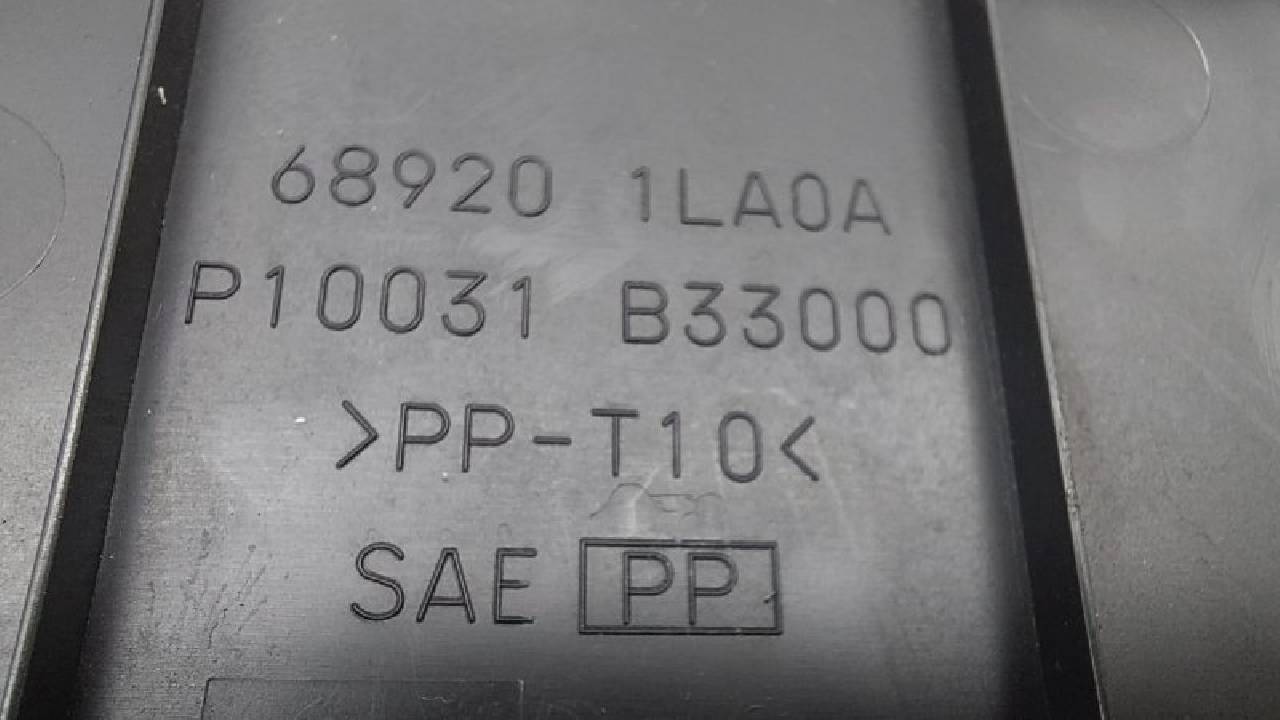 68920 1LA0A
P10031 B33000
>PP-T10<
SAE PP